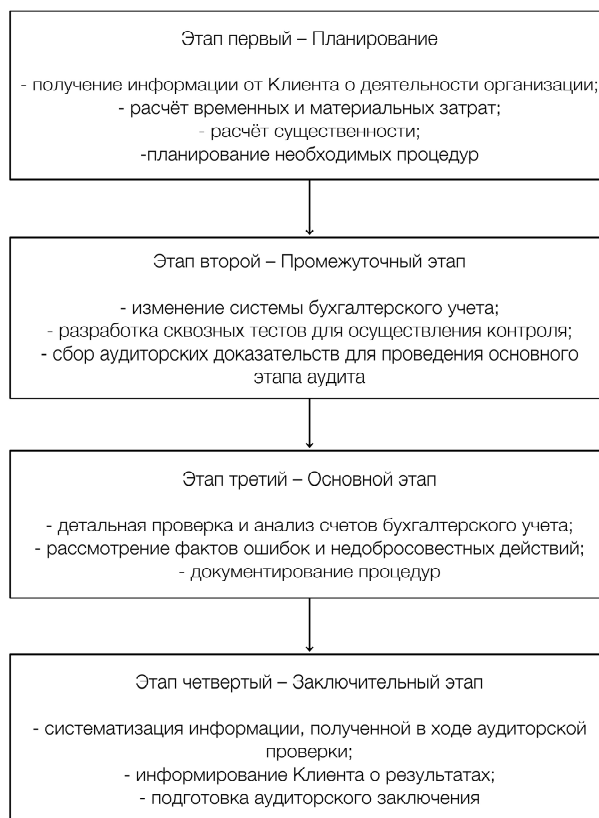 Этап первый – Планирование
- получение информации от Клиента о деятельности организации;
- расчёт временных и материальных затрат;
- расчёт существенности;
-планирование необходимых процедур
Этап второй – Промежуточный этап
- изменение системы бухгалтерского учета;
- разработка сквозных тестов для осуществления контроля;
- сбор аудиторских доказательств для проведения основного
этапа аудита
Этап третий – Основной этап
- детальная проверка и анализ счетов бухгалтерского учета;
- рассмотрение фактов ошибок и недобросовестных действий;
- документирование процедур
Этап четвертый – Заключительный этап
- систематизация информации, полученной в ходе аудиторской
проверки;
- информирование Клиента о результатах;
- подготовка аудиторского заключения